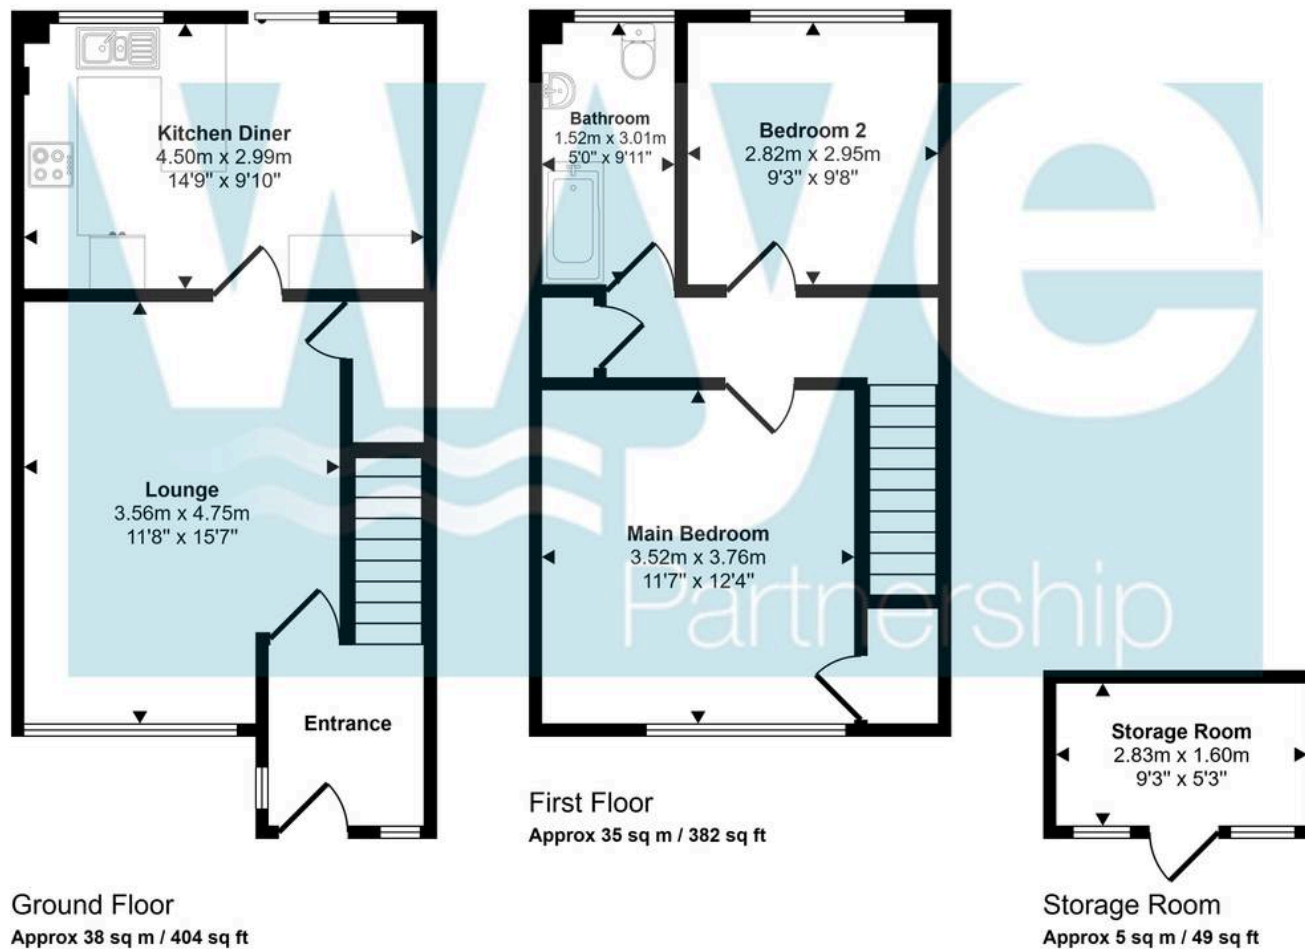 Kitchen Diner
4.50m x 2.99m
14'9" x 9'10"
Lounge
3.56m x 4.75m
11'8" x 15'7"
Entrance
Ground Floor
Approx 38 sq m / 404 sq ft
Bathroom
1.52m x 3.01m
5'0" x 9'11"
Bedroom 2
2.82m x 2.95m
9'3" x 9'8"
Main Bedroom
3.52m x 3.76m
11'7" x 12'4"
First Floor
Approx 35 sq m / 382 sq ft
Storage Room
2.83m x 1.60m
9'3" x 5'3"
Storage Room
Approx 5 sq m / 49 sq ft
wye
Partnership